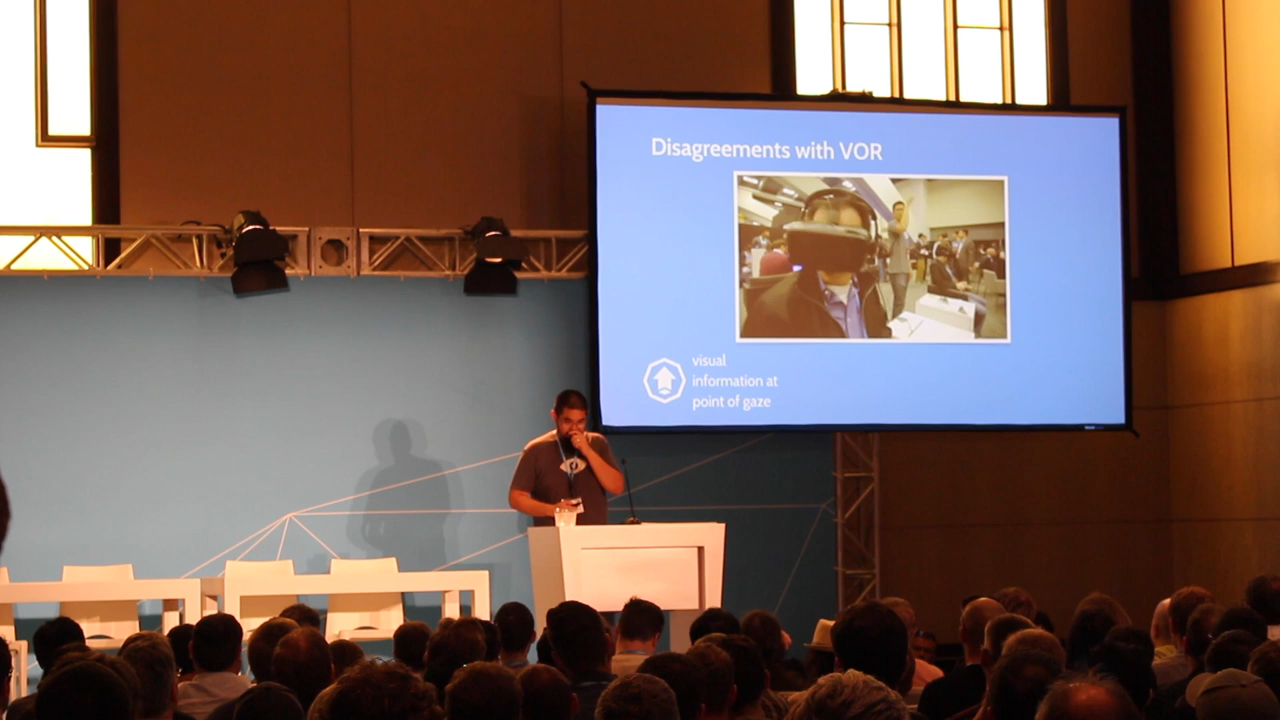 Disagreements with VOR
visual
information at
point of gaze